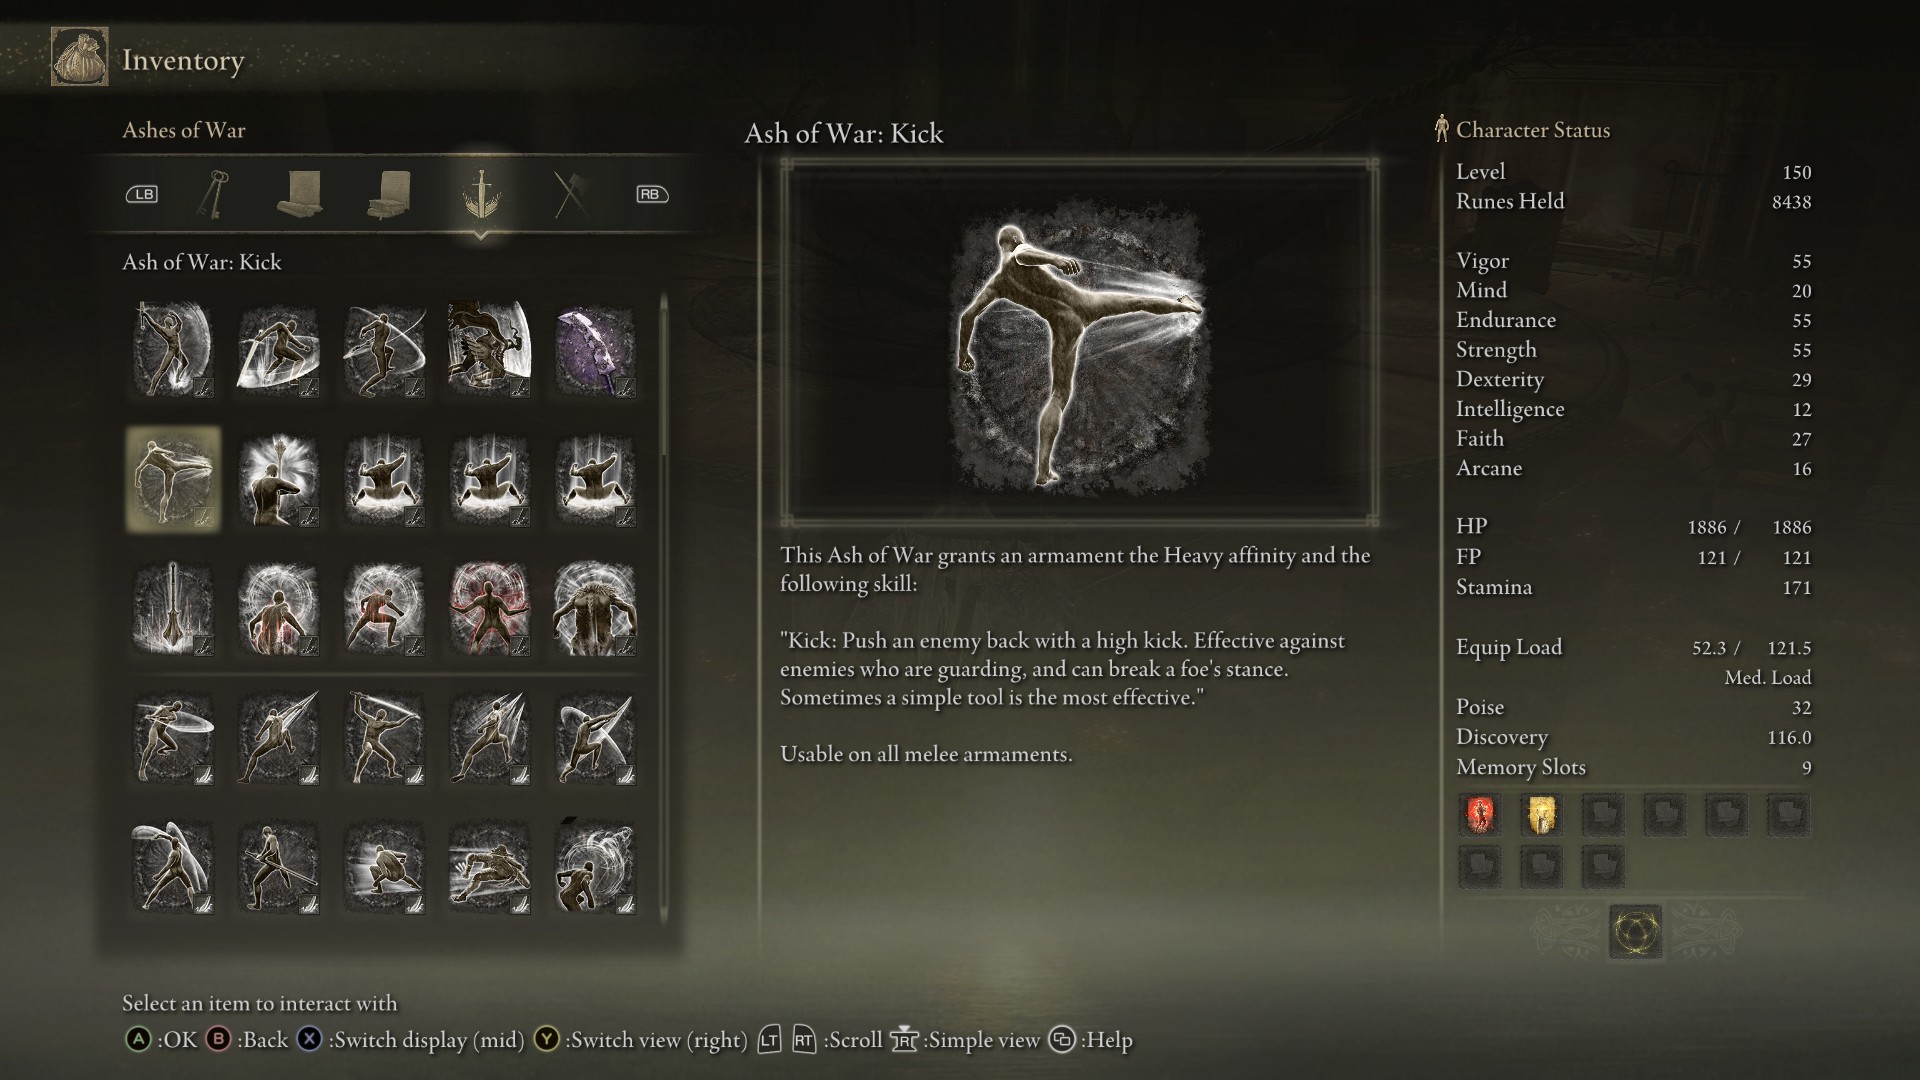 Inventory
Ashes of War
LB
RB
Ash of War: Kick
Ash of War: Kick
This Ash of War grants an armament the Heavy affinity and the
following skill:
"Kick: Push an enemy back with a high kick. Effective against
enemies who are guarding, and can break a foe's stance.
Sometimes a simple tool is the most effective."
Usable on all melee armaments.
Character Status
Level 150
Runes Held 8438
Vigor 55
Mind 20
Endurance 55
Strength 55
Dexterity 29
Intelligence 12
Faith 27
Arcane 16
HP 1886 / 1886
FP 121 / 121
Stamina 171
Equip Load 52.3 / 121.5
Med. Load
Poise 32
Discovery 116.0
Memory Slots 9
Select an item to interact with
A :OK B :Back X :Switch display (mid) Y :Switch view (right) LT RT :Scroll R :Simple view :Help